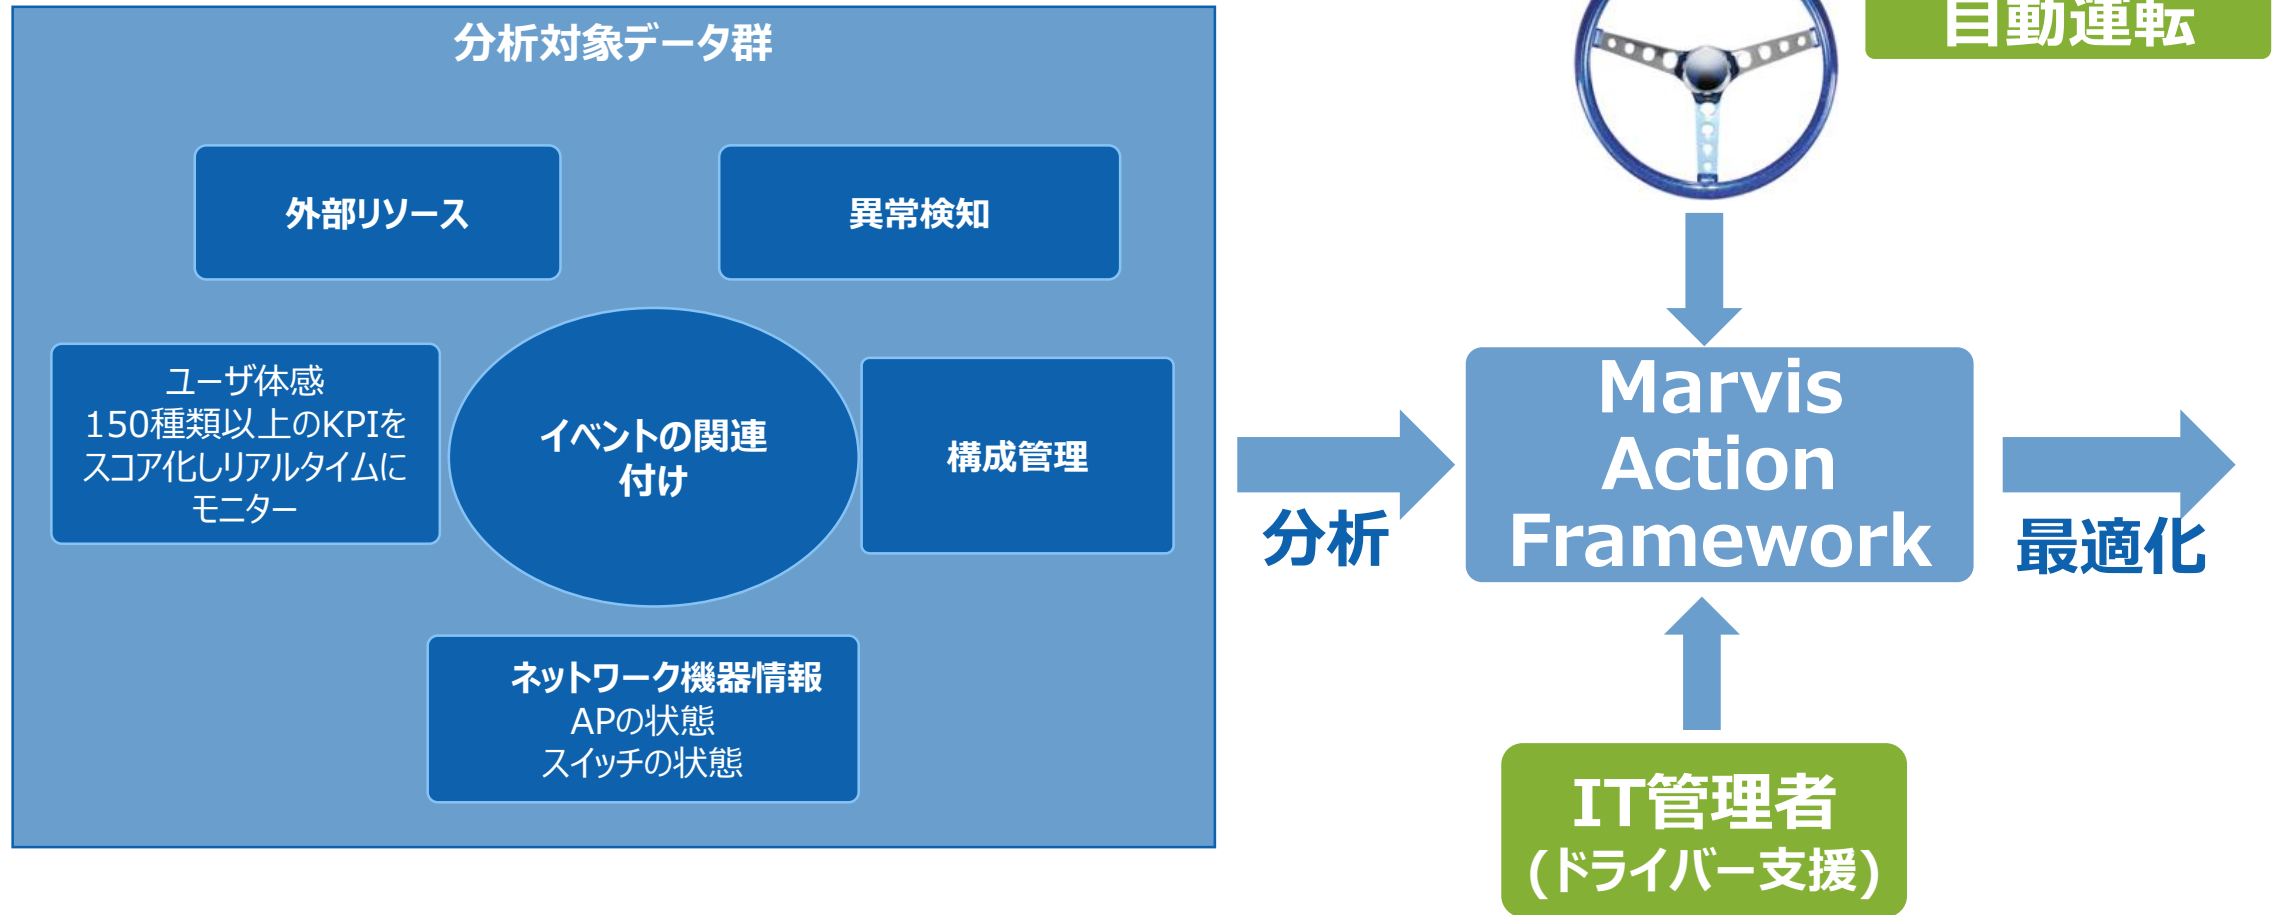 分析対象データ群
外部リソース
異常検知
ユーザ体感
150種類以上のKPIを
スコア化しリアルタイムに
モニター
イベントの関連
付け
構成管理
ネットワーク機器情報
APの状態
スイッチの状態
分析
自動運転
Marvis
Action
Framework
最適化
IT管理者
(ドライバー支援)